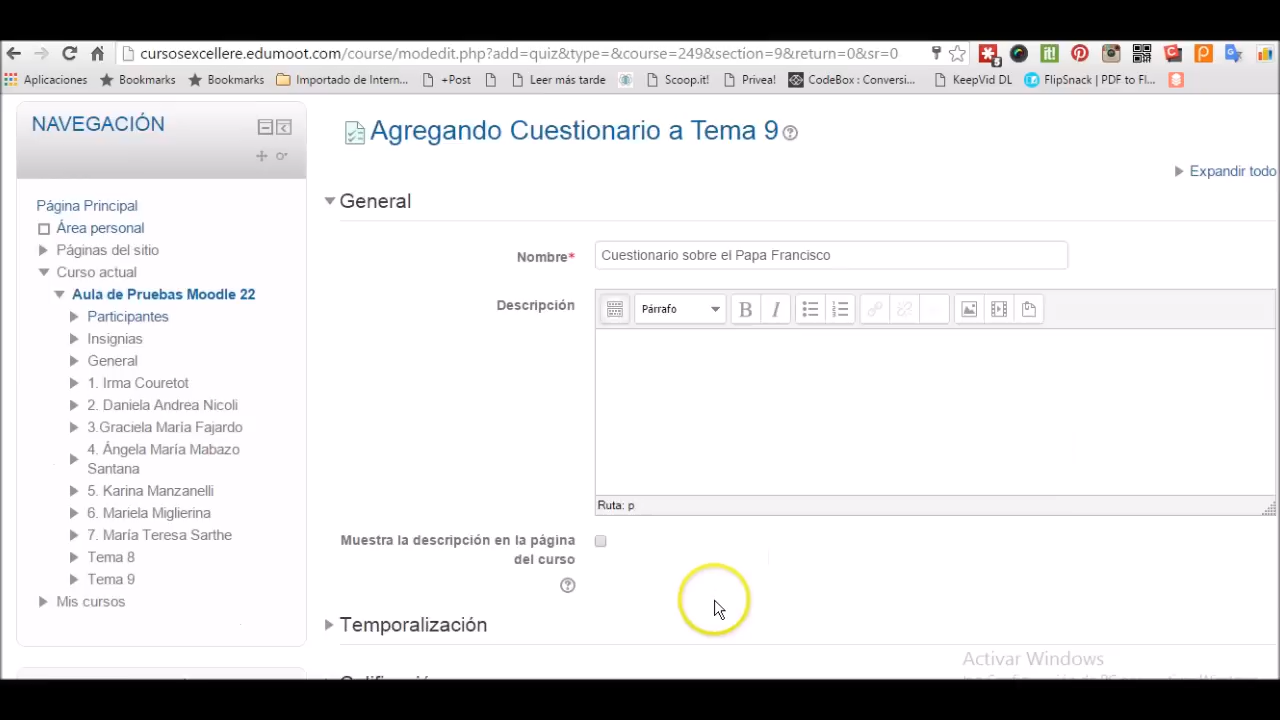 cursosexcellere.edumoot.com/course/modedit.php?add=quiz&type=&course=249&section=9&return=0&sr=0
Aplicaciones Bookmarks Bookmarks Importado de Intern... -+Post Leer más tarde Scoop.it! Privea! CodeBox : Conversi... KeepVid DL FlipSnack | PDF to Fl...
NAVEGACIÓN
Página Principal
Área personal
Páginas del sitio
Curso actual
Aula de Pruebas Moodle 22
Participantes
Insignias
General
1. Irma Couretot
2. Daniela Andrea Nicoli
3.Graciela María Fajardo
4. Ángela María Mabazo
Santana
5. Karina Manzanelli
6. Mariela Miglierina
7. María Teresa Sarthe
Tema 8
Tema 9
Mis cursos
Agregando Cuestionario a Tema 9
Expandir todo
General
Nombre* Cuestionario sobre el Papa Francisco
Descripción
Párrafo B I
Ruta: p
Muestra la descripción en la página
del curso
Temporalización
Activar Windows